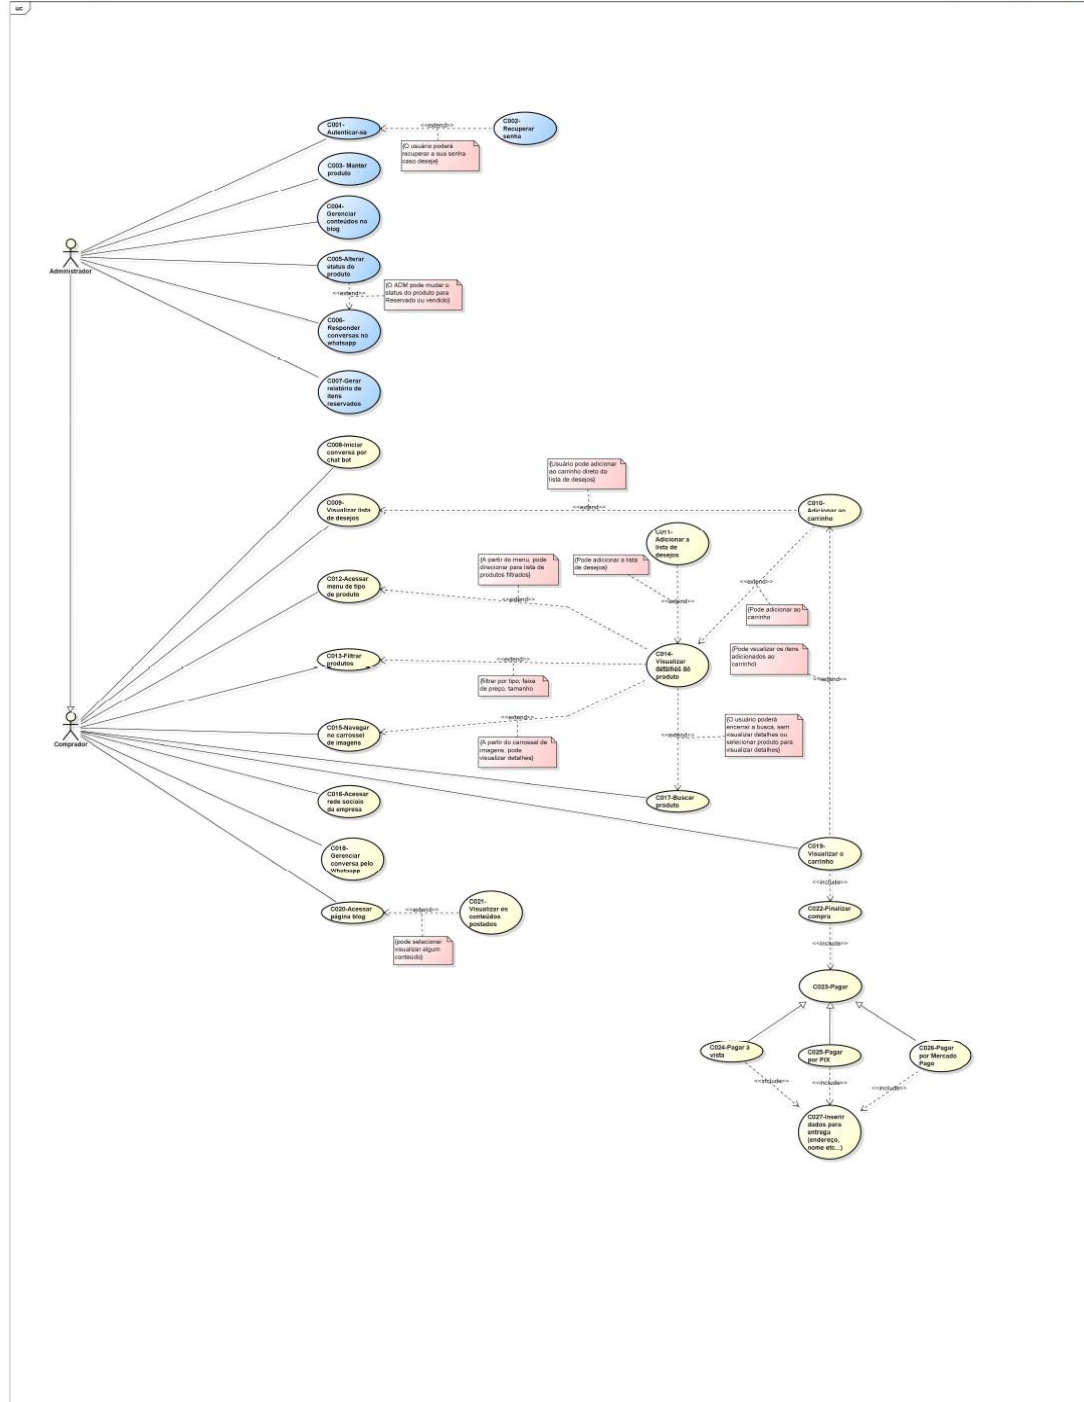 uc
C001-
Autenticar-se
<<extend>>
C002-
Recuperar
senha
{O usuário poderá
recuperar a sua senha
caso deseje}
C003- Manter
produto
C004-
Gerenciar
conteúdos no
blog
Administrador
C005-Alterar
status do
produto
<<extend>>
{O ADM pode mudar o
status do produto para
Reservado ou vendido}
C006-
Responder
conversas no
whatsapp
C007-Gerar
relatório de
itens
reservados
C008-Iniciar
conversa por
chat bot
{Usuário pode adicionar
ao carrinho direto da
lista de desejos}
C009-
Visualizar lista
de desejos
<<extend>>
C010-
Adicionar ao
carrinho
C011-
Adicionar a
lista de
desejos
{A partir do menu, pode
direcionar para lista de
produtos filtrados}
{Pode adicionar a lista
de desejos}
C012-Acessar
menu de tipo
de produto
<<extend>>
<<extend>>
<<extend>>
{Pode adicionar ao
carrinho
C013-Filtrar
produtos
<<extend>>
{filtrar por tipo, faixa
de preço, tamanho
C014-
Visualizar
detalhes do
produto
{Pode visualizar os itens
adicionados ao
carrinho}
<<extend>>
Comprador
C015-Navegar
no carrossel
de imagens
<<extend>>
{A partir do carrossel de
imagens, pode
visualizar detalhes}
<<extend>>
{O usuário poderá
encerrar a busca, sem
visualizar detalhes ou
selecionar produto para
visualizar detalhes}
C016-Acessar
rede sociais
da empresa
C017-Buscar
produto
C018-
Gerenciar
conversa pelo
Whatsapp
C019-
Visualizar o
carrinho
<<include>>
C020-Acessar
página blog
<<extend>>
C021-
Visualizar os
conteúdos
postados
{pode selecionar
visualizar algum
conteúdo}
C022-Finalizar
compra
<<include>>
C023-Pagar
C024-Pagar à
vista
C025-Pagar
por PIX
C026-Pagar
por Mercado
Pago
<<include>>
<<include>>
<<include>>
C027-Inserir
dados para
entrega
(endereço,
nome etc...)